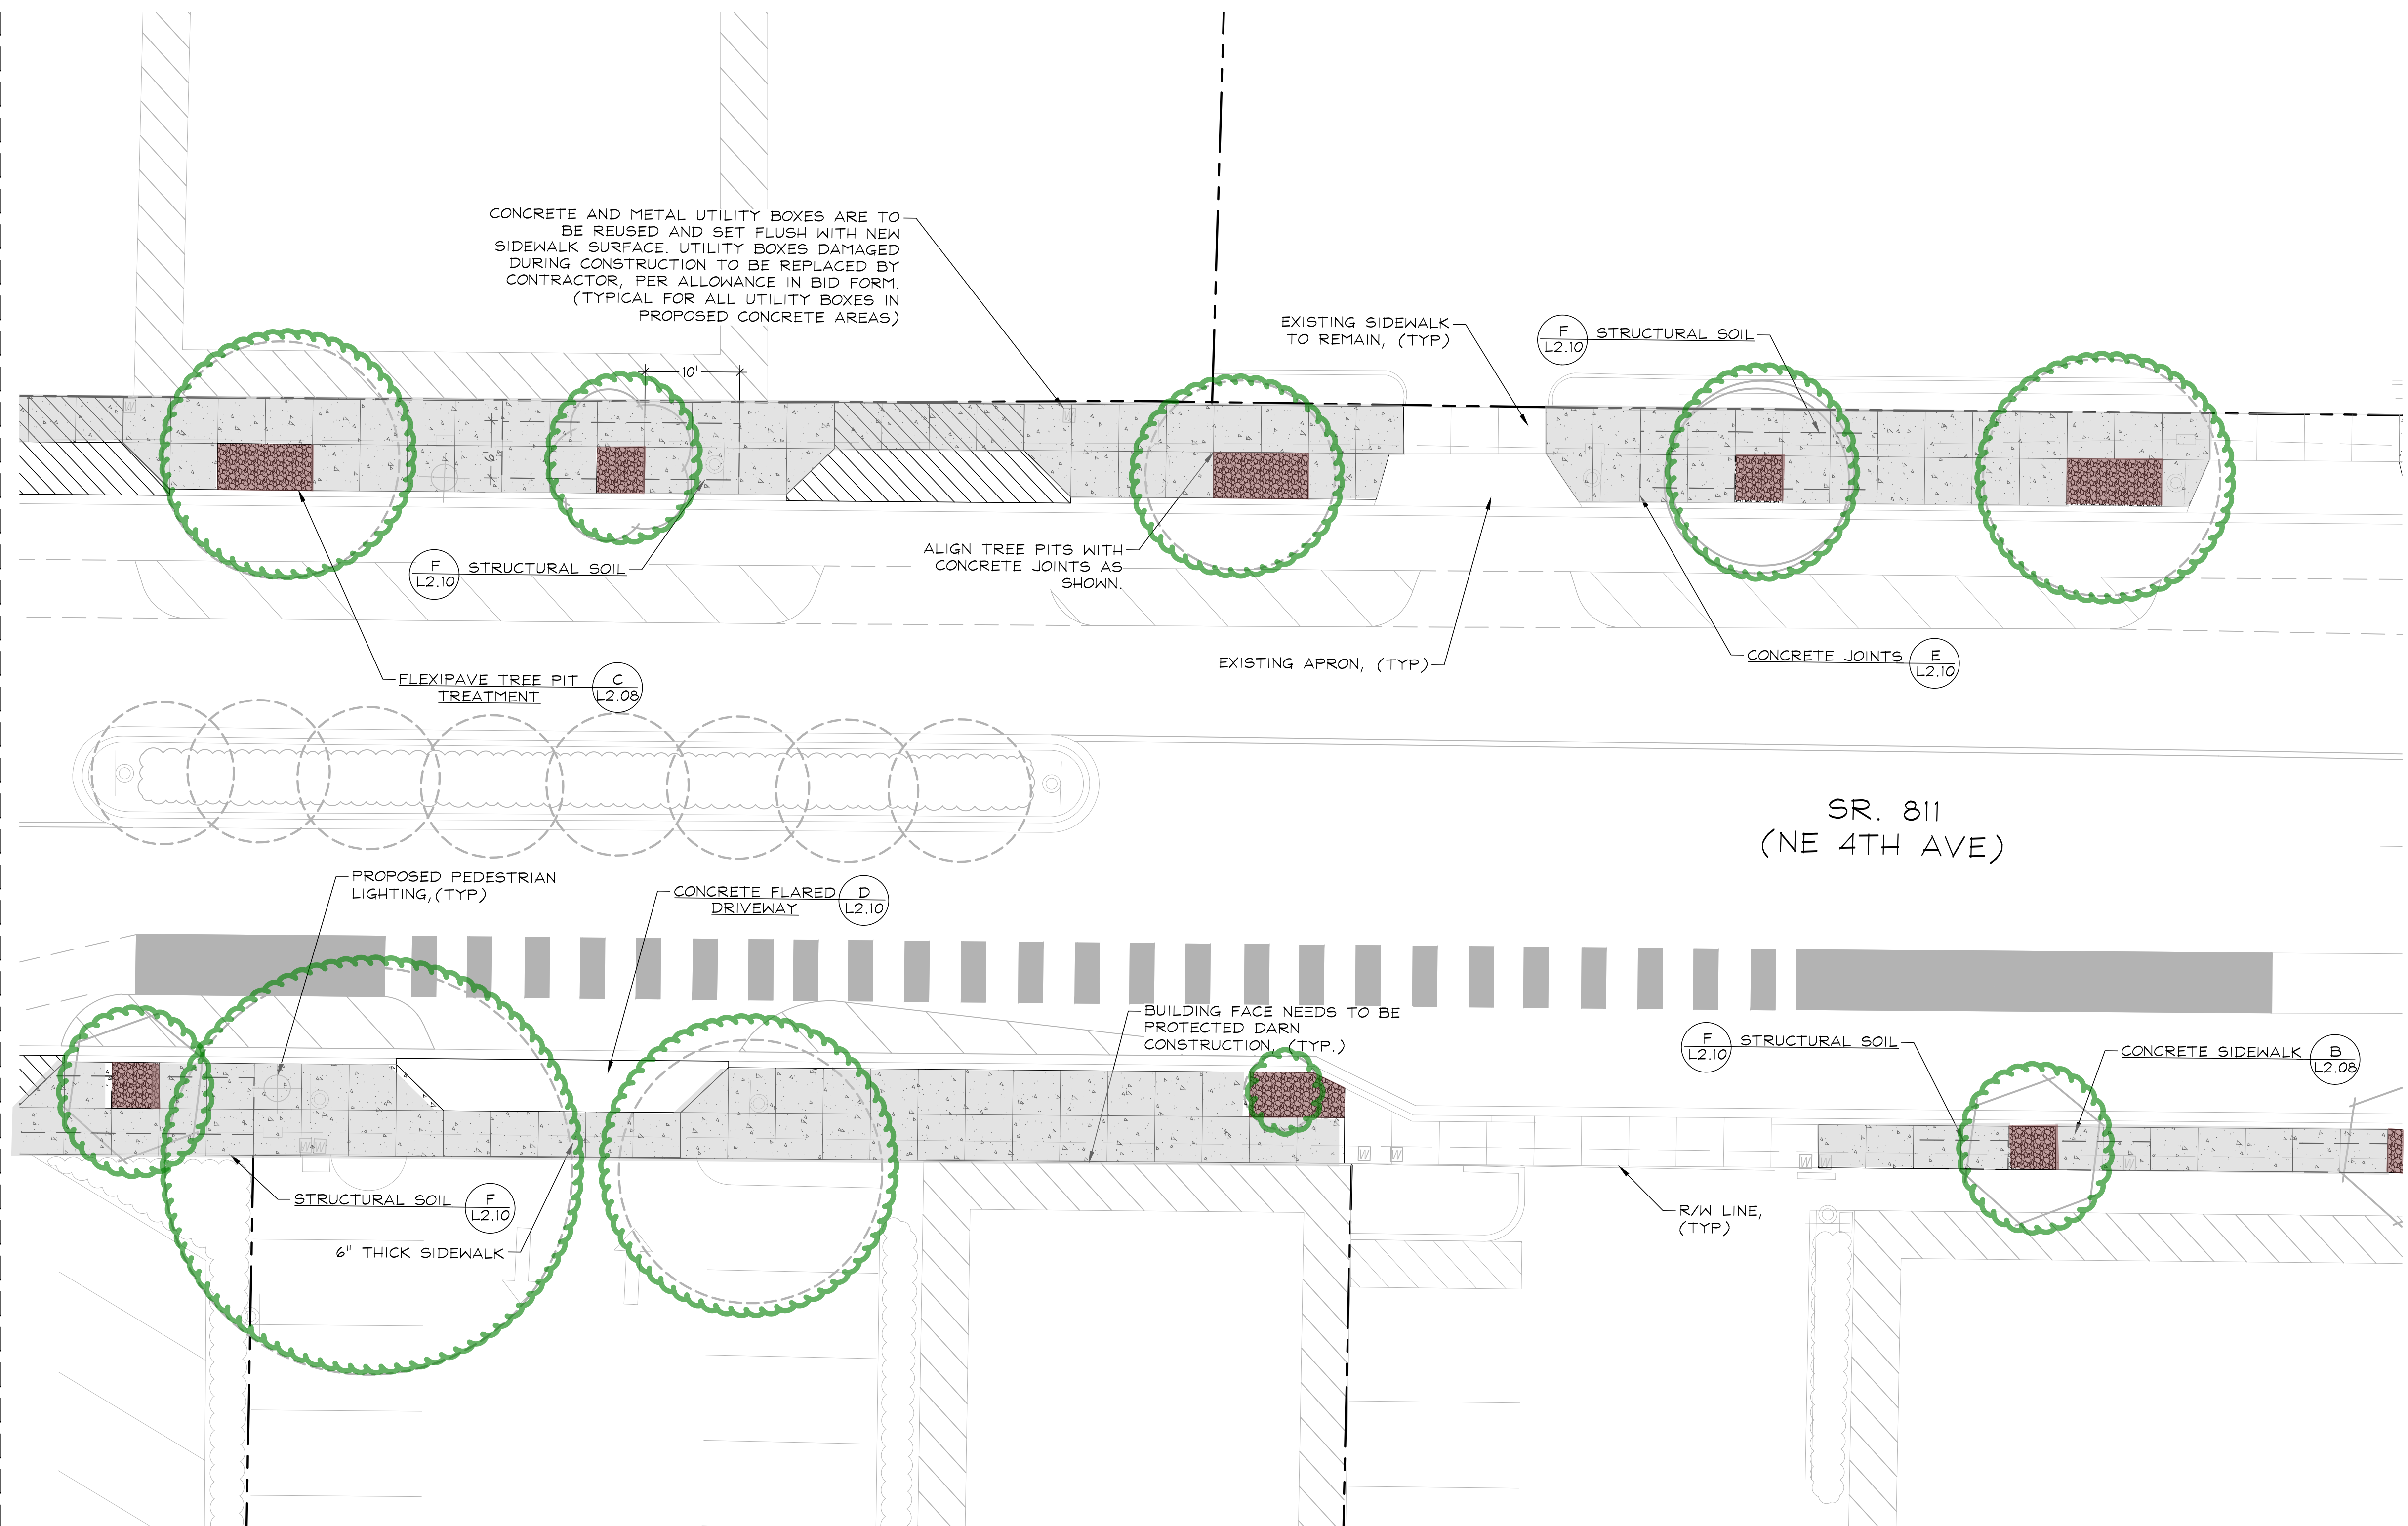 CONCRETE AND METAL UTILITY BOXES ARE TO
BE REUSED AND SET FLUSH WITH NEW
SIDEWALK SURFACE. UTILITY BOXES DAMAGED
DURING CONSTRUCTION TO BE REPLACED BY
CONTRACTOR, PER ALLOWANCE IN BID FORM.
(TYPICAL FOR ALL UTILITY BOXES IN
PROPOSED CONCRETE AREAS)
EXISTING SIDEWALK
TO REMAIN, (TYP)
F
L2.10
STRUCTURAL SOIL
10'
6'
W
W
F
L2.10
STRUCTURAL SOIL
ALIGN TREE PITS WITH
CONCRETE JOINTS AS
SHOWN.
EXISTING APRON, (TYP)
CONCRETE JOINTS
E
L2.10
FLEXIPAVE TREE PIT
TREATMENT
C
L2.08
SR. 811
(NE 4TH AVE)
PROPOSED PEDESTRIAN
LIGHTING,(TYP)
CONCRETE FLARED
DRIVEWAY
D
L2.10
BUILDING FACE NEEDS TO BE
PROTECTED DARN
CONSTRUCTION, (TYP.)
F
L2.10
STRUCTURAL SOIL
CONCRETE SIDEWALK
B
L2.08
W
W
W
W
W
W
W
STRUCTURAL SOIL
F
L2.10
6" THICK SIDEWALK
R/W LINE,
(TYP)